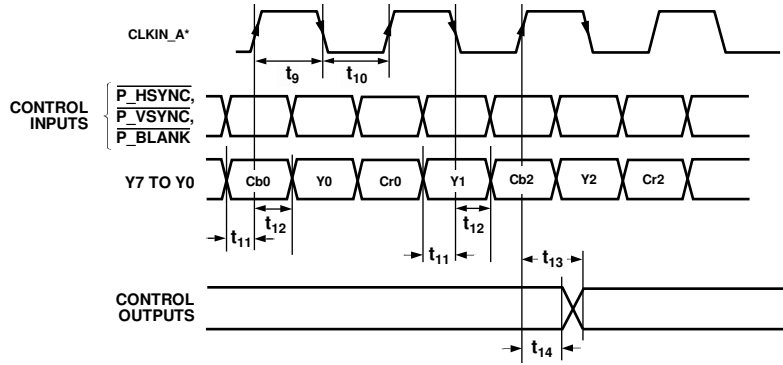 CLKIN_A*
t9 t10
CONTROL INPUTS
P_HSYNC,
P_VSYNC,
P_BLANK
Y7 TO Y0
Cb0 Y0 Cr0 Y1 Cb2 Y2 Cr2
t11 t12 t11 t12
t13
CONTROL OUTPUTS
t14